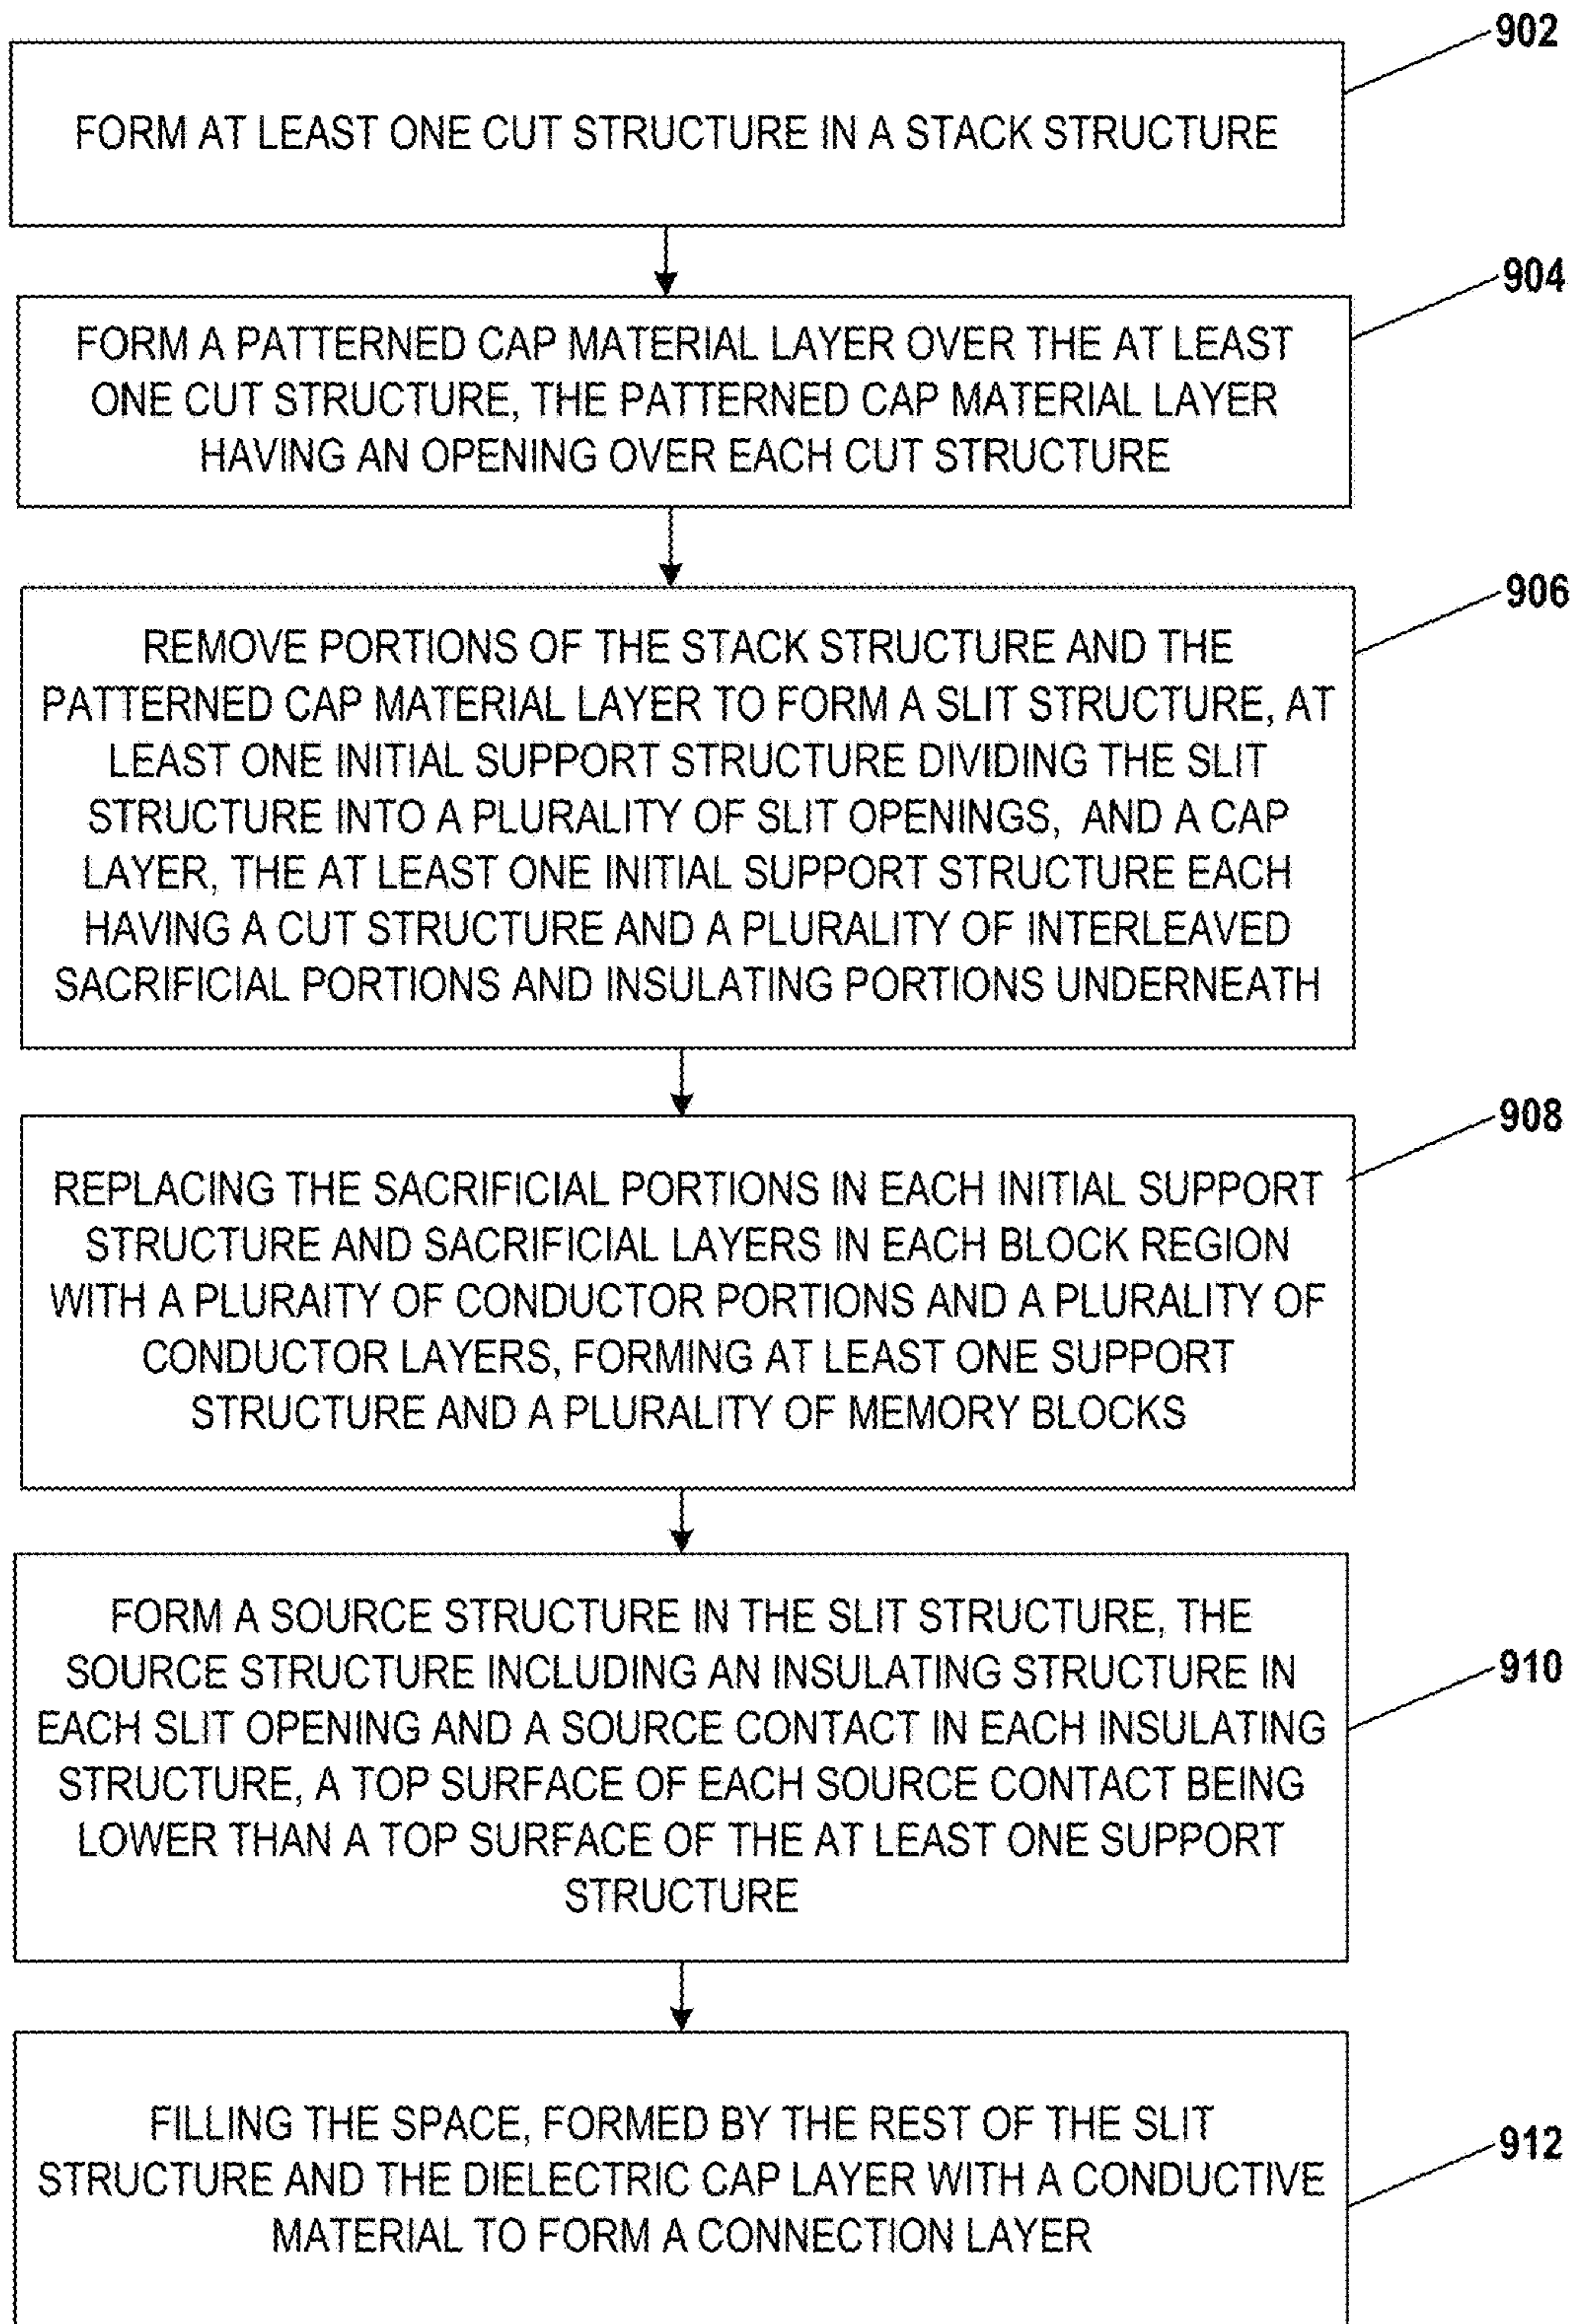 902
FORM AT LEAST ONE CUT STRUCTURE IN A STACK STRUCTURE
904
FORM A PATTERNED CAP MATERIAL LAYER OVER THE AT LEAST
ONE CUT STRUCTURE, THE PATTERNED CAP MATERIAL LAYER
HAVING AN OPENING OVER EACH CUT STRUCTURE
906
REMOVE PORTIONS OF THE STACK STRUCTURE AND THE
PATTERNED CAP MATERIAL LAYER TO FORM A SLIT STRUCTURE, AT
LEAST ONE INITIAL SUPPORT STRUCTURE DIVIDING THE SLIT
STRUCTURE INTO A PLURALITY OF SLIT OPENINGS, AND A CAP
LAYER, THE AT LEAST ONE INITIAL SUPPORT STRUCTURE EACH
HAVING A CUT STRUCTURE AND A PLURALITY OF INTERLEAVED
SACRIFICIAL PORTIONS AND INSULATING PORTIONS UNDERNEATH
908
REPLACING THE SACRIFICIAL PORTIONS IN EACH INITIAL SUPPORT
STRUCTURE AND SACRIFICIAL LAYERS IN EACH BLOCK REGION
WITH A PLURAITY OF CONDUCTOR PORTIONS AND A PLURALITY OF
CONDUCTOR LAYERS, FORMING AT LEAST ONE SUPPORT
STRUCTURE AND A PLURALITY OF MEMORY BLOCKS
910
FORM A SOURCE STRUCTURE IN THE SLIT STRUCTURE, THE
SOURCE STRUCTURE INCLUDING AN INSULATING STRUCTURE IN
EACH SLIT OPENING AND A SOURCE CONTACT IN EACH INSULATING
STRUCTURE, A TOP SURFACE OF EACH SOURCE CONTACT BEING
LOWER THAN A TOP SURFACE OF THE AT LEAST ONE SUPPORT
STRUCTURE
912
FILLING THE SPACE, FORMED BY THE REST OF THE SLIT
STRUCTURE AND THE DIELECTRIC CAP LAYER WITH A CONDUCTIVE
MATERIAL TO FORM A CONNECTION LAYER